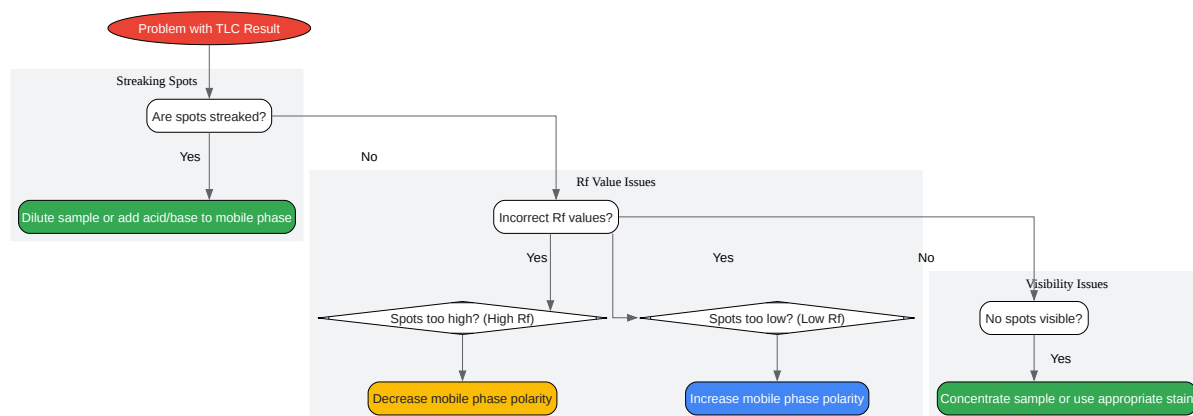 Problem with TLC Result
Streaking Spots
Are spots streaked?
Yes
No
Dilute sample or add acid/base to mobile phase
Rf Value Issues
Incorrect Rf values?
Yes
Yes
No
Spots too high? (High Rf)
Spots too low? (Low Rf)
Decrease mobile phase polarity
Increase mobile phase polarity
Visibility Issues
No spots visible?
Yes
Concentrate sample or use appropriate stain